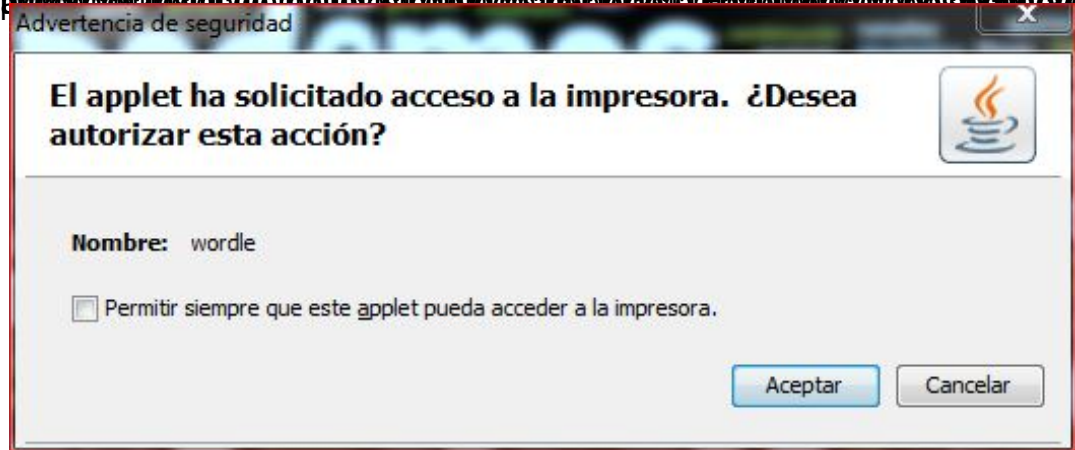 Advertencia de seguridad
El applet ha solicitado acceso a la impresora. ¿Desea
autorizar esta acción?
Nombre: wordle
Permitir siempre que este applet pueda acceder a la impresora.
Aceptar Cancelar